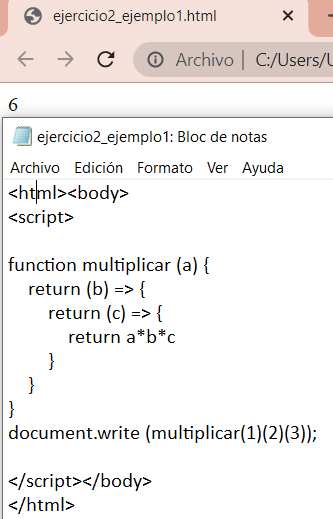 ejercicio2_ejemplo1.html
Archivo | C:/Users/U
6
ejercicio2_ejemplo1: Bloc de notas
Archivo Edición Formato Ver Ayuda
<html><body>
<script>
function multiplicar (a) {
return (b) => {
return (c) => {
return a*b*c
}
}
}
document.write (multiplicar(1)(2)(3));
</script></body>
</html>